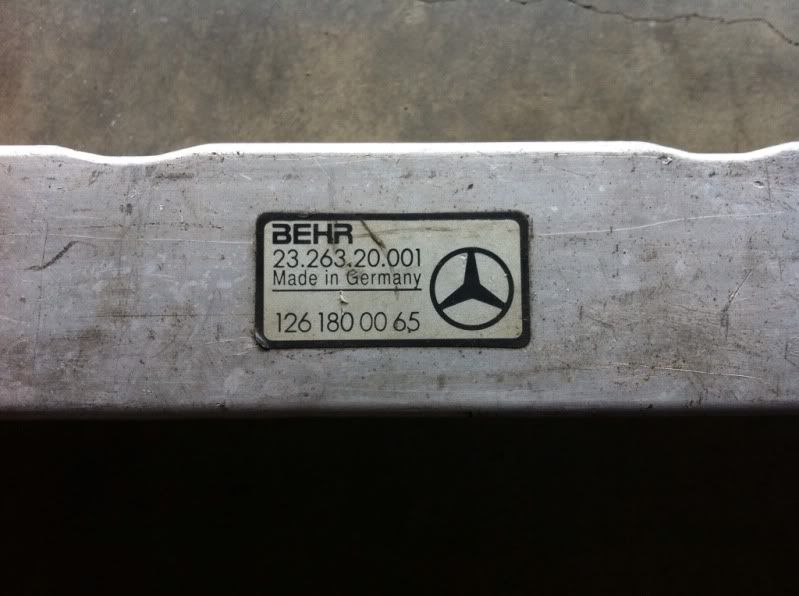 BEHR
23.263.20.001
Made in Germany
126 180 00 65